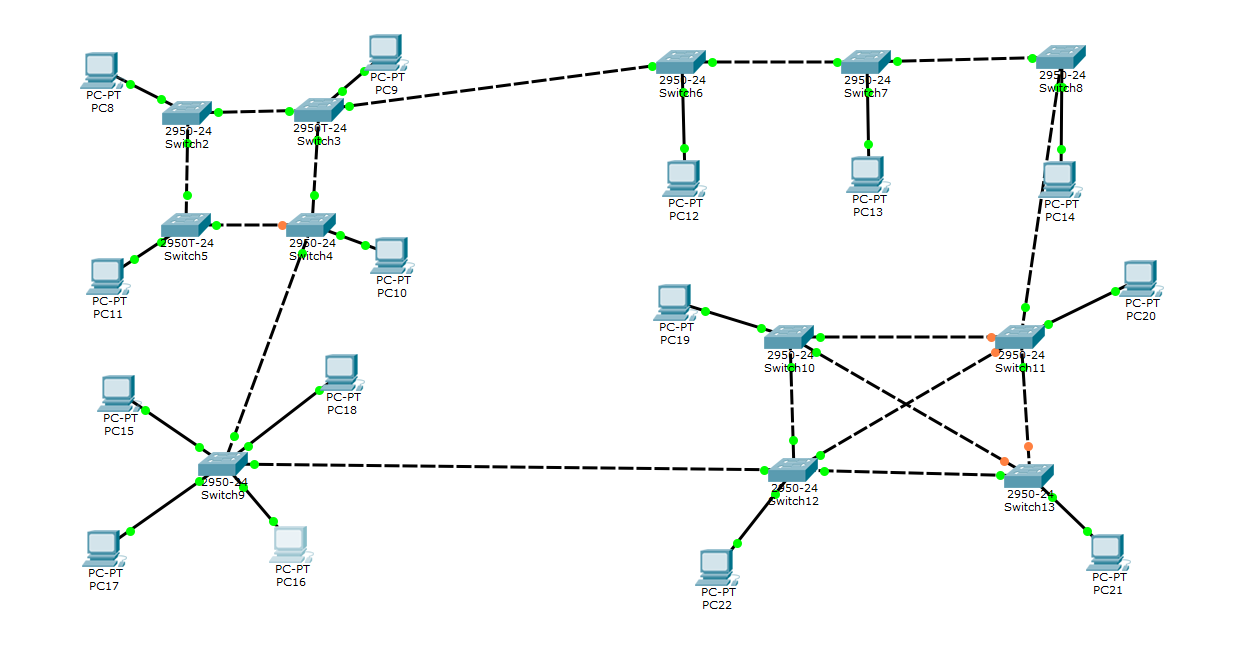 PC-PT
PC8
PC-PT
PC9
2950-24
Switch2
2950T-24
Switch3
2950-24
Switch6
2950-24
Switch7
2950-24
Switch8
PC-PT
PC12
PC-PT
PC13
PC-PT
PC14
2950T-24
Switch5
2950-24
Switch4
PC-PT
PC11
PC-PT
PC10
PC-PT
PC19
PC-PT
PC20
2950-24
Switch10
2950-24
Switch11
PC-PT
PC15
PC-PT
PC18
2950-24
Switch9
2950-24
Switch12
2950-24
Switch13
PC-PT
PC17
PC-PT
PC16
PC-PT
PC22
PC-PT
PC21